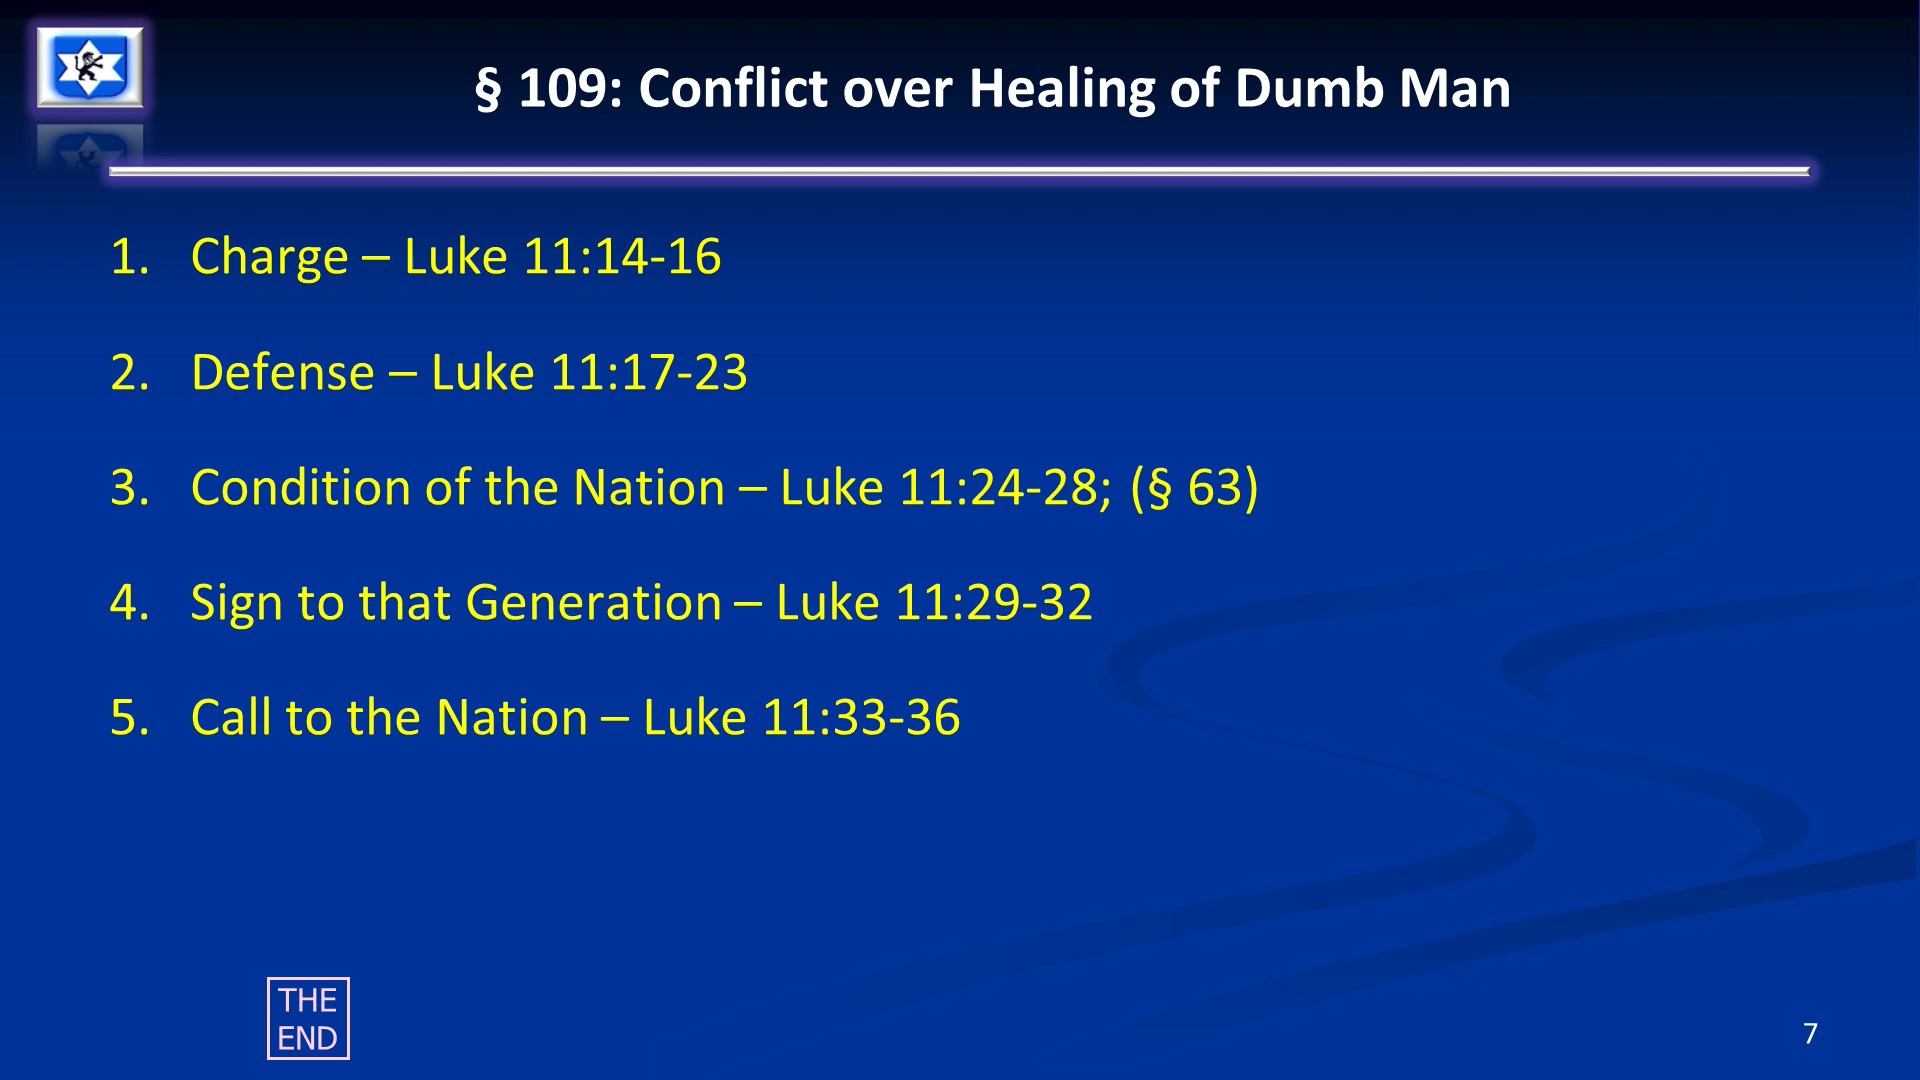 § 109: Conflict over Healing of Dumb Man
1. Charge – Luke 11:14-16
2. Defense – Luke 11:17-23
3. Condition of the Nation – Luke 11:24-28; (§ 63)
4. Sign to that Generation – Luke 11:29-32
5. Call to the Nation – Luke 11:33-36
THE
END
7